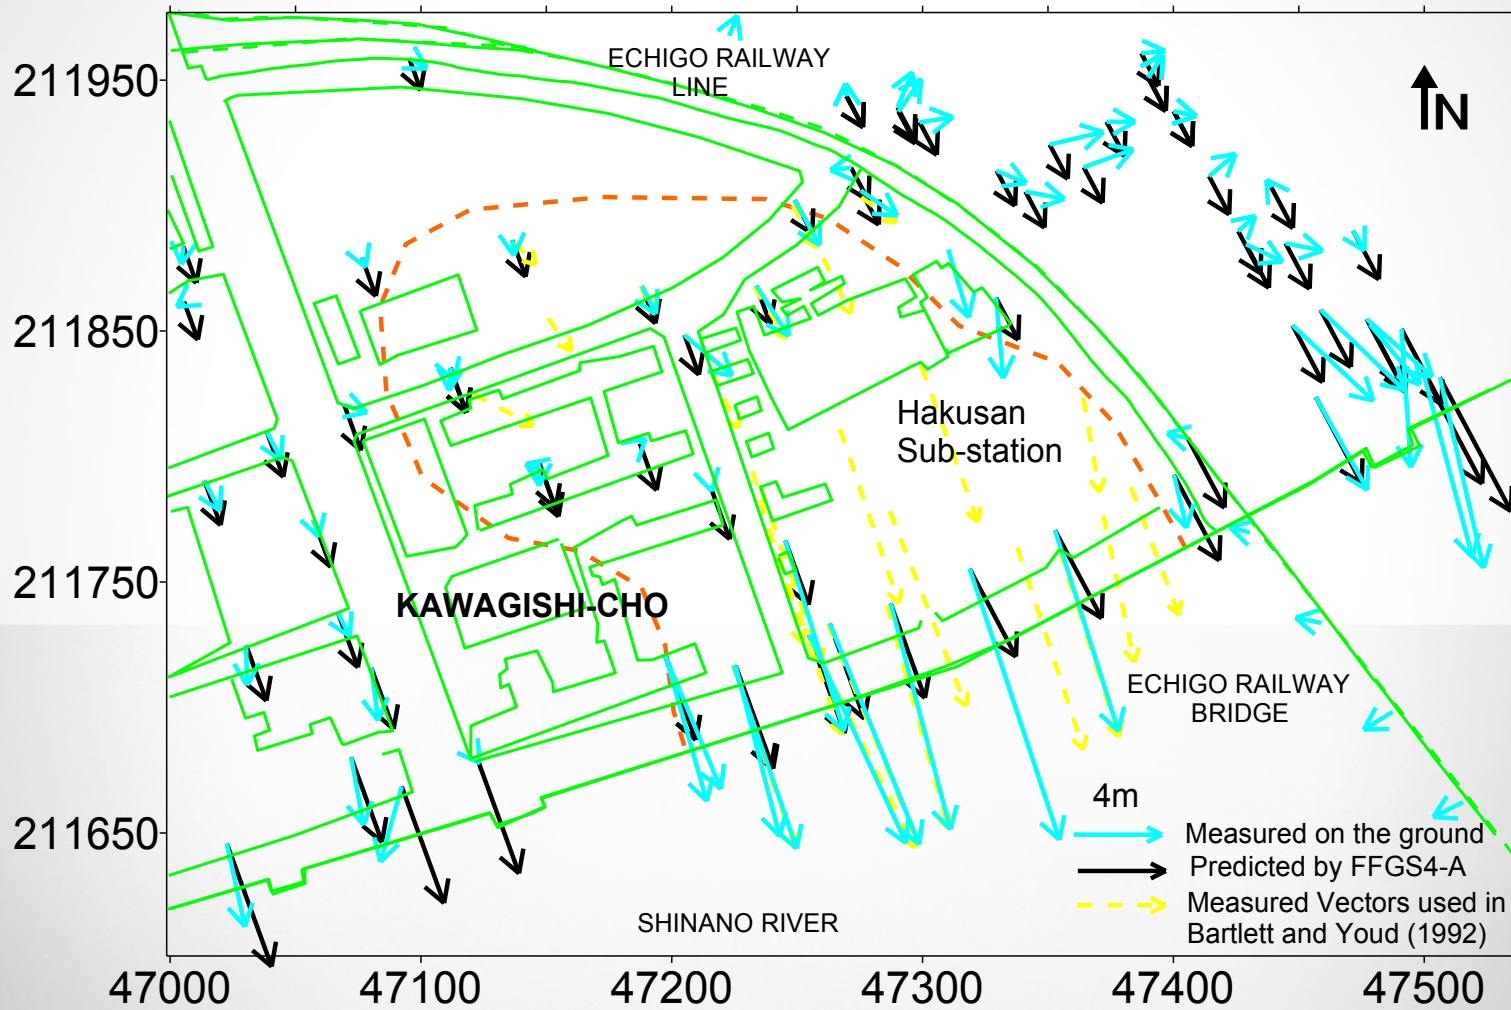 ECHIGO RAILWAY
LINE
N
211950
211850
Hakusan
Sub-station
211750
KAWAGISHI-CHO
ECHIGO RAILWAY
BRIDGE
4m
211650
Measured on the ground
Predicted by FFGS4-A
Measured Vectors used in
Bartlett and Youd (1992)
SHINANO RIVER
47000
47100
47200
47300
47400
47500